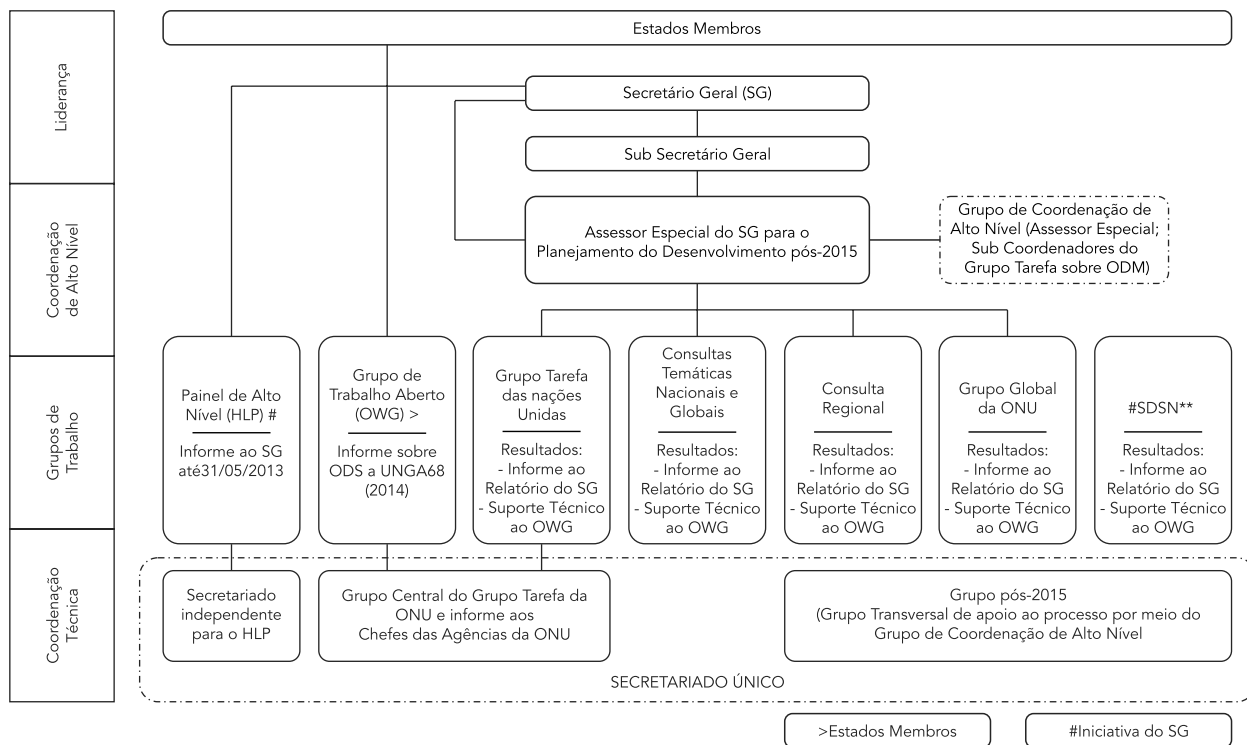 Liderança
Estados Membros
Secretário Geral (SG)
Sub Secretário Geral
Coordenação
de Alto Nível
Assessor Especial do SG para o
Planejamento do Desenvolvimento pós-2015
Grupo de Coordenação de
Alto Nível (Assessor Especial;
Sub Coordenadores do
Grupo Tarefa sobre ODM)
Grupos de
Trabalho
Painel de Alto
Nível (HLP) #
Informe ao SG
até31/05/2013
Grupo de
Trabalho Aberto
(OWG) >
Informe sobre
ODS a UNGA68
(2014)
Grupo Tarefa
das nações
Unidas
Resultados:
- Informe ao
Relatório do SG
- Suporte Técnico
ao OWG
Consultas
Temáticas
Nacionais e
Globais
Resultados:
- Informe ao
Relatório do SG
- Suporte Técnico
ao OWG
Consulta
Regional
Resultados:
- Informe ao
Relatório do SG
- Suporte Técnico
ao OWG
Grupo Global
da ONU
Resultados:
- Informe ao
Relatório do SG
- Suporte Técnico
ao OWG
#SDSN**
Resultados:
- Informe ao
Relatório do SG
- Suporte Técnico
ao OWG
Coordenação
Técnica
Secretariado
independente
para o HLP
Grupo Central do Grupo Tarefa da
ONU e informe aos
Chefes das Agências da ONU
Grupo pós-2015
(Grupo Transversal de apoio ao processo por meio do
Grupo de Coordenação de Alto Nível
SECRETARIADO ÚNICO
>Estados Membros
#Iniciativa do SG